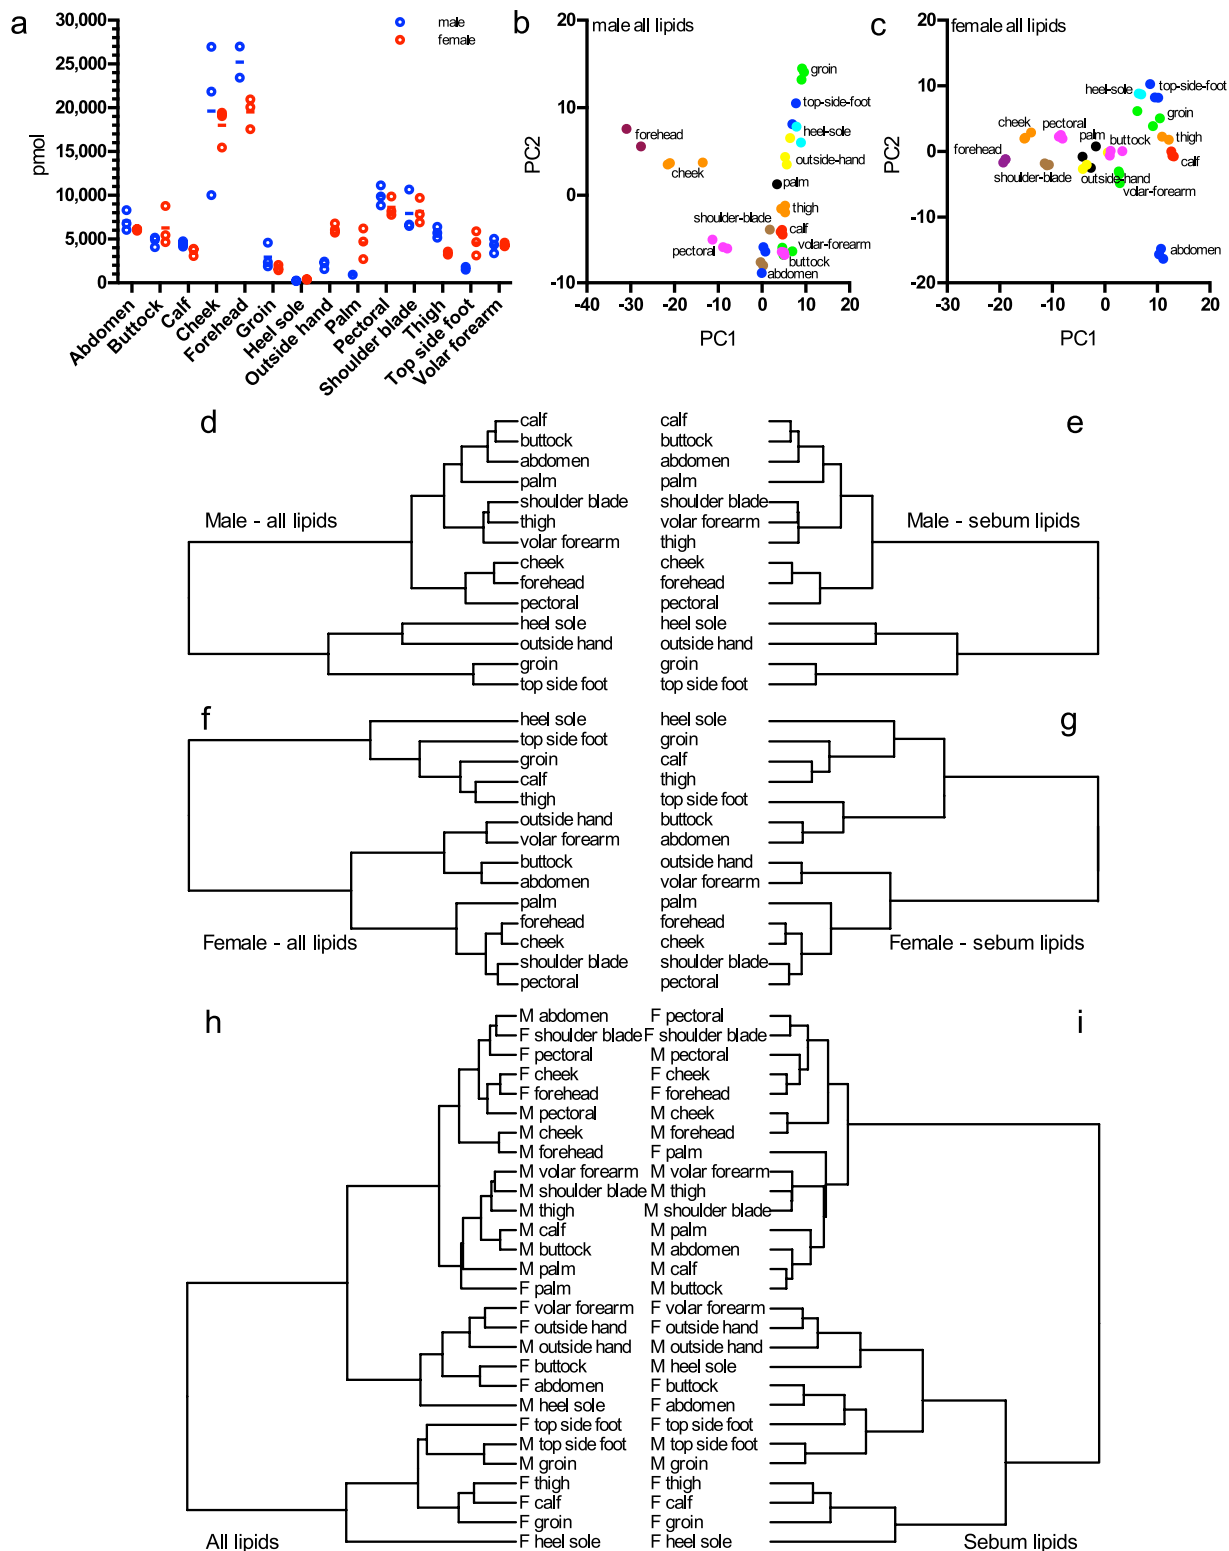 a
30,000
25,000
20,000
15,000
10,000
5,000
0
pmol
male
female
Abdomen
Buttock
Calf
Cheek
Forehead
Groin
Heel sole
Outside hand
Palm
Pectoral
Shoulder blade
Thigh
Top side foot
Volar forearm
b
male all lipids
20
10
0
-10
PC2
-40
-30
-20
-10
0
10
20
PC1
groin
top-side-foot
heel-sole
outside-hand
forehead
cheek
palm
thigh
shoulder-blade
calf
pectoral
volar-forearm
buttock
abdomen
c
female all lipids
20
10
0
-10
-20
PC2
-30
-20
-10
0
10
20
PC1
heel-sole
top-side-foot
groin
cheek
pectoral
palm
buttock
thigh
forehead
calf
shoulder-blade
outside-hand
volar-forearm
abdomen
d
Male - all lipids
calf
buttock
abdomen
palm
shoulder blade
thigh
volar forearm
cheek
forehead
pectoral
heel sole
outside hand
groin
top side foot
e
Male - sebum lipids
calf
buttock
abdomen
palm
shoulder blade
volar forearm
thigh
cheek
forehead
pectoral
heel sole
outside hand
groin
top side foot
f
Female - all lipids
heel sole
top side foot
groin
calf
thigh
outside hand
volar forearm
buttock
abdomen
palm
forehead
cheek
shoulder blade
pectoral
g
Female - sebum lipids
heel sole
groin
calf
thigh
top side foot
buttock
abdomen
outside hand
volar forearm
palm
forehead
cheek
shoulder blade
pectoral
h
All lipids
M abdomen
F shoulder blade
F pectoral
F cheek
F forehead
M pectoral
M cheek
M forehead
M volar forearm
M shoulder blade
M thigh
M calf
M buttock
M palm
F palm
F volar forearm
F outside hand
M outside hand
F buttock
F abdomen
M heel sole
F top side foot
M top side foot
M groin
F thigh
F calf
F groin
F heel sole
i
Sebum lipids
F pectoral
F shoulder blade
M pectoral
F cheek
F forehead
M cheek
M forehead
F palm
M volar forearm
M thigh
M shoulder blade
M palm
M abdomen
M calf
M buttock
F volar forearm
F outside hand
M outside hand
M heel sole
F buttock
F abdomen
F top side foot
M top side foot
M groin
F thigh
F calf
F groin
F heel sole